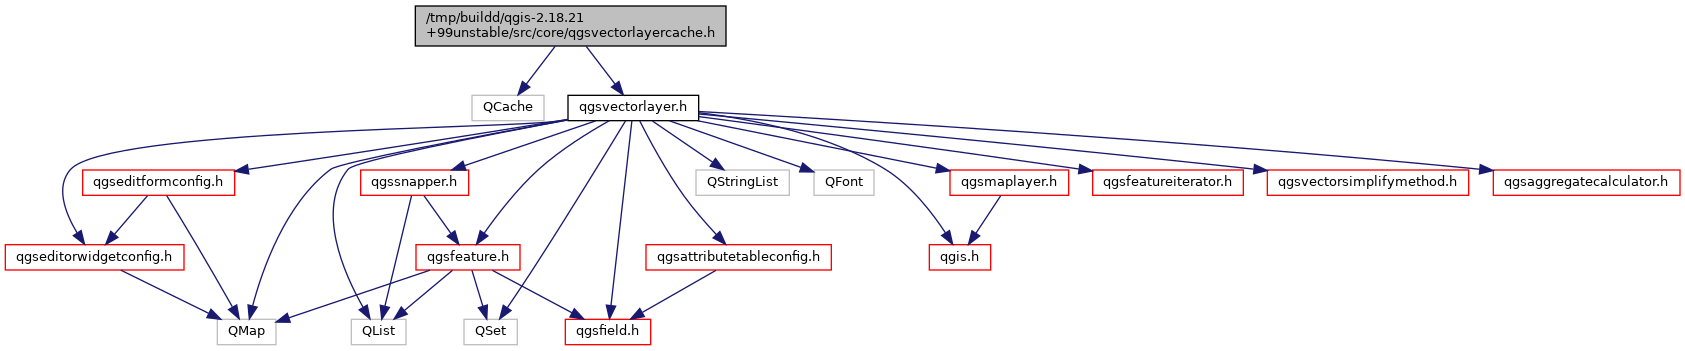 /tmp/buildd/qgis-2.18.21
+99unstable/src/core/qgsvectorlayercache.h
QCache
qgsvectorlayer.h
qgseditformconfig.h
qgssnapper.h
QStringList
QFont
qgsmaplayer.h
qgsfeatureiterator.h
qgsvectorsimplifymethod.h
qgsaggregatecalculator.h
qgseditorwidgetconfig.h
qgsfeature.h
qgsattributetableconfig.h
qgis.h
QMap
QList
QSet
qgsfield.h